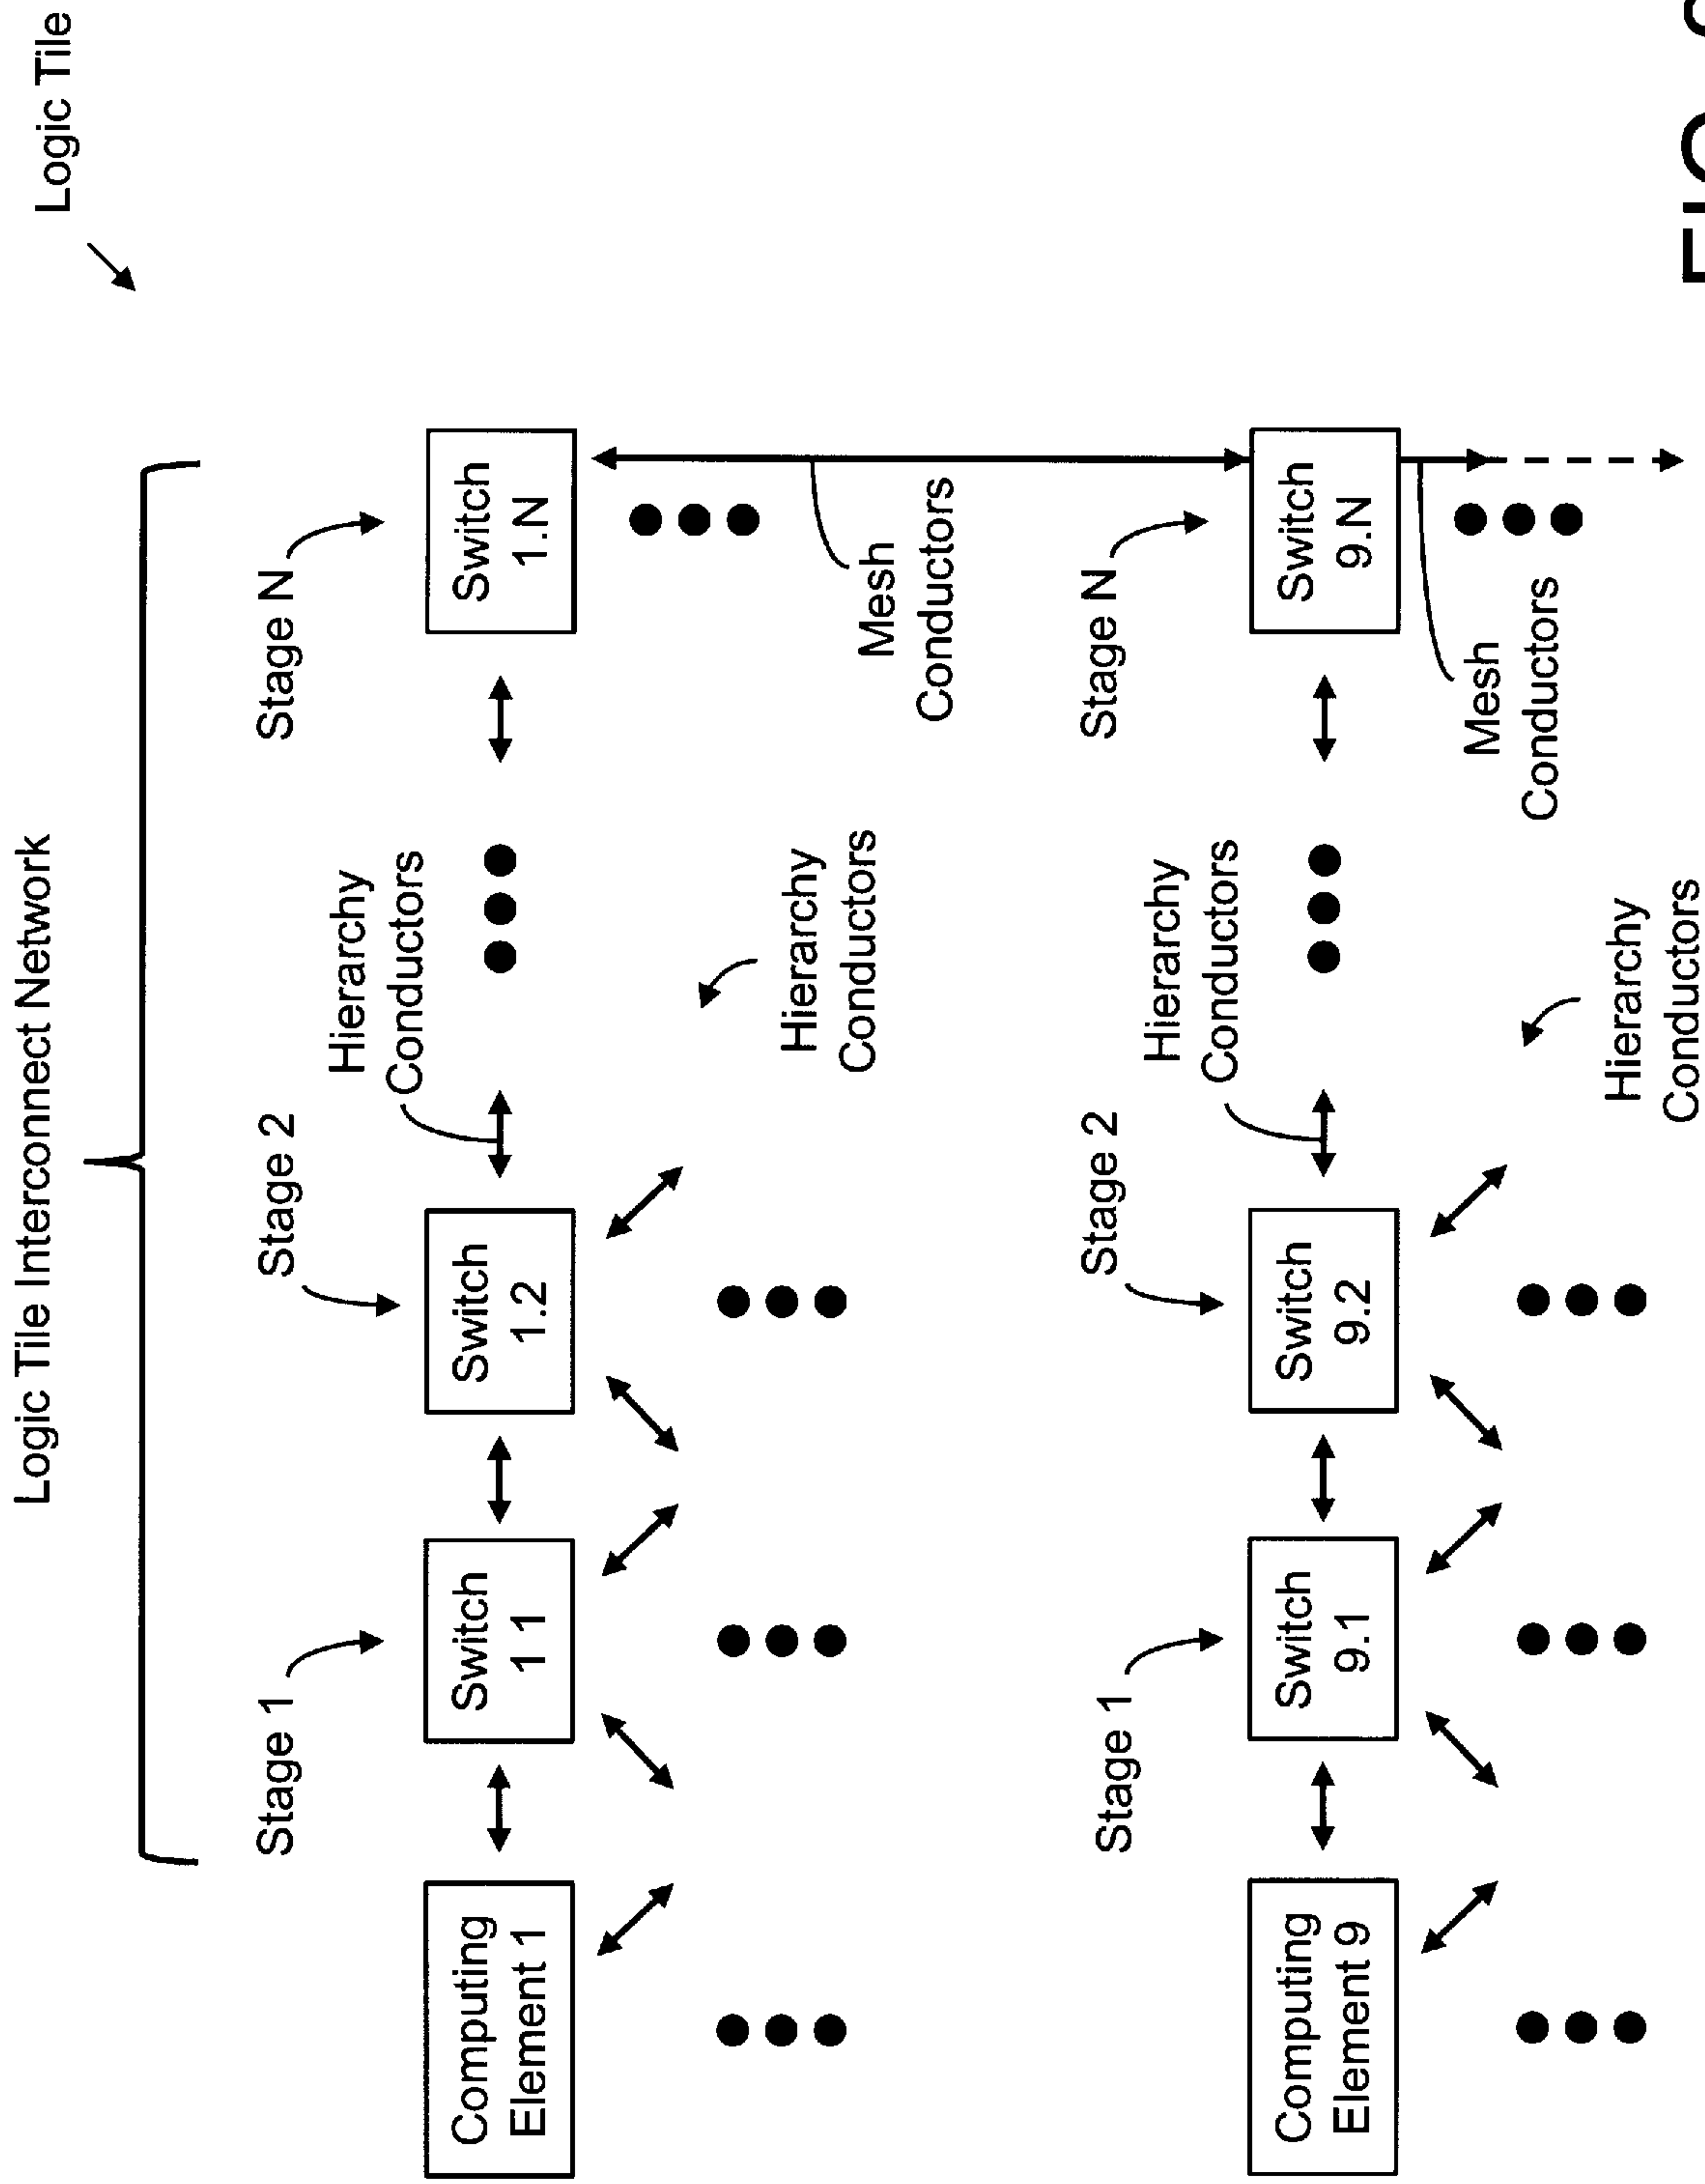 Logic Tile Interconnect Network
Logic Tile
Stage 1
Stage 2
Hierarchy
Conductors
Stage N
Computing
Element 1
Switch
1 1
Switch
1.2
Switch
1.N
Hierarchy
Conductors
Mesh
Conductors
Stage 1
Stage 2
Hierarchy
Conductors
Stage N
Computing
Element 9
Switch
9.1
Switch
9.2
Switch
9.N
Hierarchy
Conductors
Mesh
Conductors